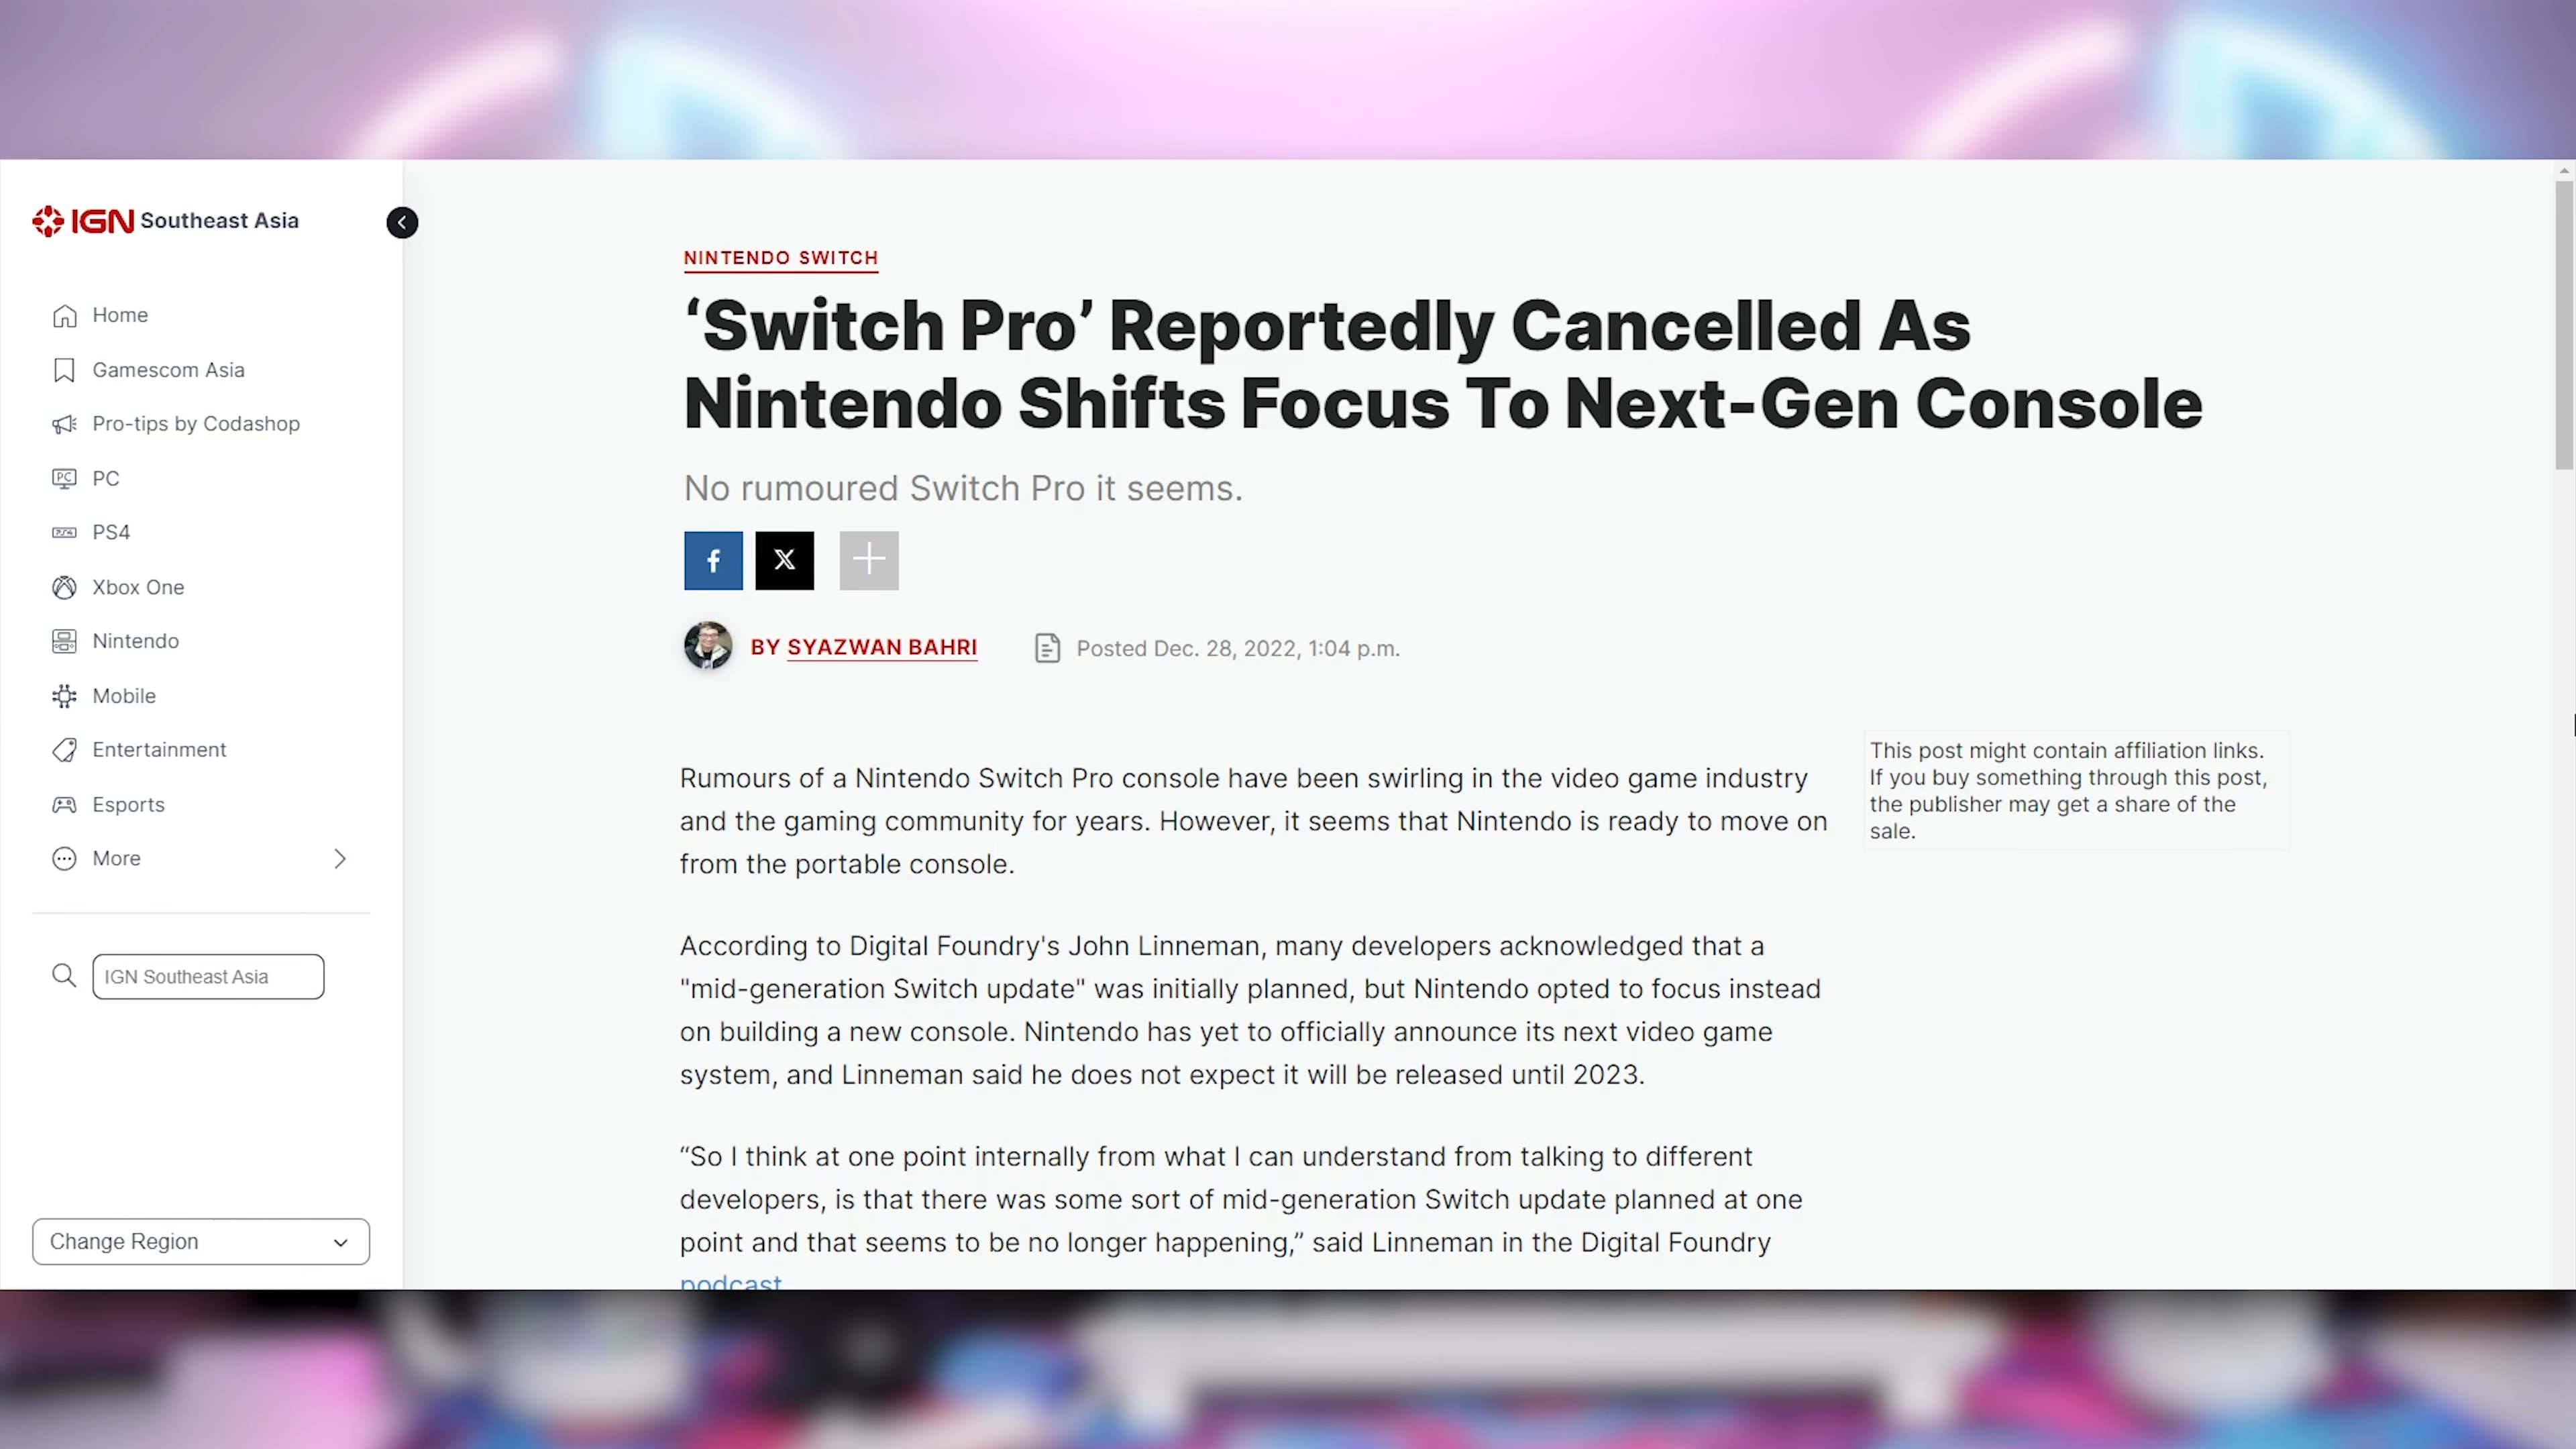 IGN Southeast Asia
Home
Gamescom Asia
Pro-tips by Codashop
PC
PS4
Xbox One
Nintendo
Mobile
Entertainment
Esports
More
IGN Southeast Asia
Change Region
NINTENDO SWITCH
‘Switch Pro’ Reportedly Cancelled As
Nintendo Shifts Focus To Next-Gen Console
No rumoured Switch Pro it seems.
BY SYAZWAN BAHRI
Posted Dec. 28, 2022, 1:04 p.m.
Rumours of a Nintendo Switch Pro console have been swirling in the video game industry
and the gaming community for years. However, it seems that Nintendo is ready to move on
from the portable console.
According to Digital Foundry's John Linneman, many developers acknowledged that a
"mid-generation Switch update" was initially planned, but Nintendo opted to focus instead
on building a new console. Nintendo has yet to officially announce its next video game
system, and Linneman said he does not expect it will be released until 2023.
“So I think at one point internally from what I can understand from talking to different
developers, is that there was some sort of mid-generation Switch update planned at one
point and that seems to be no longer happening,” said Linneman in the Digital Foundry
podcast
This post might contain affiliation links.
If you buy something through this post,
the publisher may get a share of the
sale.